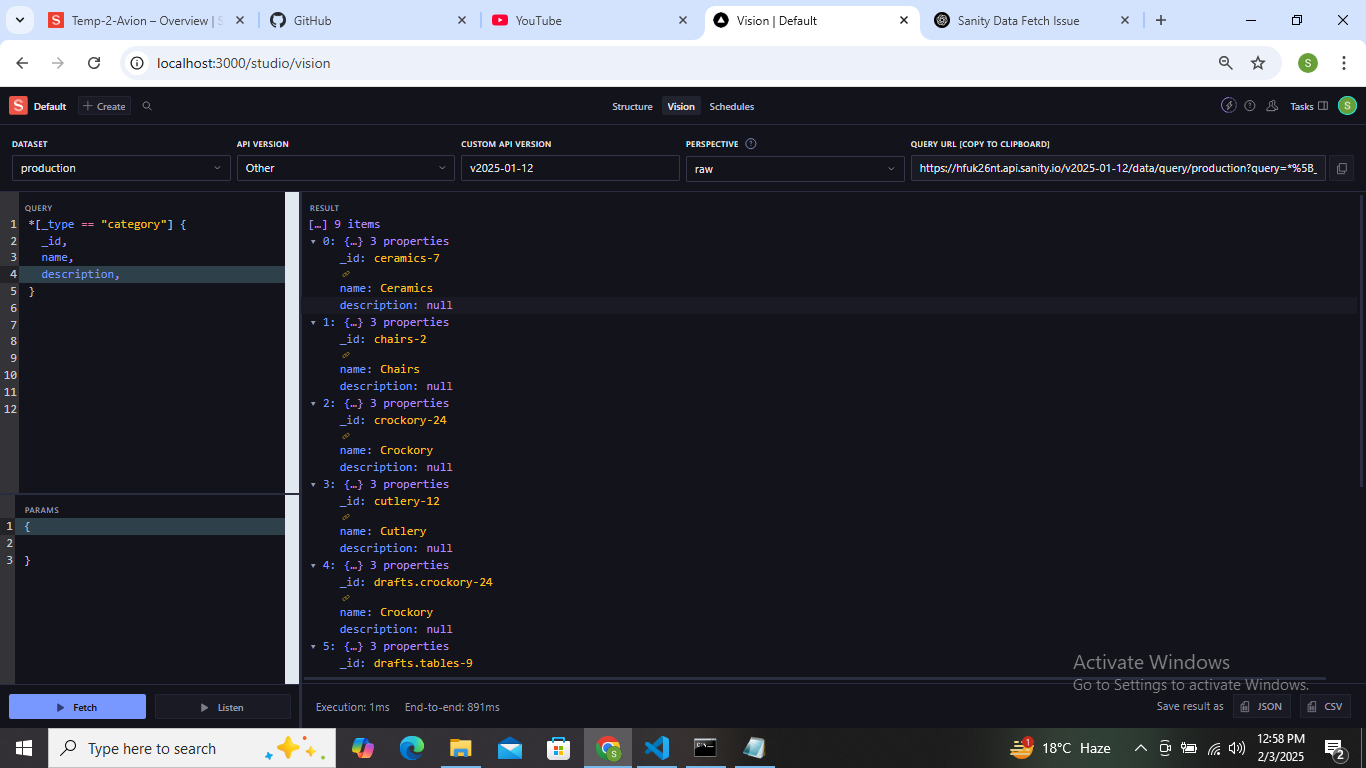 Temp-2-Avion – Overview | S
GitHub
YouTube
Vision | Default
Sanity Data Fetch Issue
localhost:3000/studio/vision
S
S Default + Create
Structure Vision Schedules
Tasks S
DATASET API VERSION CUSTOM API VERSION PERSPECTIVE QUERY URL [COPY TO CLIPBOARD]
production Other v2025-01-12 raw https://hfuk26nt.api.sanity.io/v2025-01-12/data/query/production?query=*%5B_
QUERY
1 *[_type == "category"] {
2 _id,
3 name,
4 description,
5 }
6
7
8
9
10
11
12
PARAMS
1 {
2
3 }
Fetch Listen
RESULT
[…] 9 items
0: {…} 3 properties
_id: ceramics-7
name: Ceramics
description: null
1: {…} 3 properties
_id: chairs-2
name: Chairs
description: null
2: {…} 3 properties
_id: crockory-24
name: Crockory
description: null
3: {…} 3 properties
_id: cutlery-12
name: Cutlery
description: null
4: {…} 3 properties
_id: drafts.crockory-24
name: Crockory
description: null
5: {…} 3 properties
_id: drafts.tables-9
Activate Windows
Go to Settings to activate Windows.
Execution: 1ms End-to-end: 891ms
Save result as JSON CSV
Type here to search
1
18°C Haze
12:58 PM
2/3/2025
2